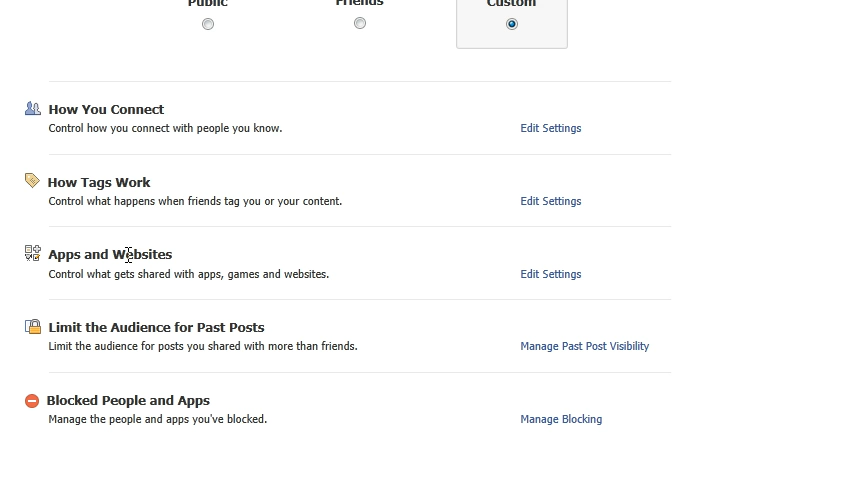 Public Friends Custom
How You Connect
Control how you connect with people you know. Edit Settings
How Tags Work
Control what happens when friends tag you or your content. Edit Settings
Apps and Websites
Control what gets shared with apps, games and websites. Edit Settings
Limit the Audience for Past Posts
Limit the audience for posts you shared with more than friends. Manage Past Post Visibility
Blocked People and Apps
Manage the people and apps you've blocked. Manage Blocking